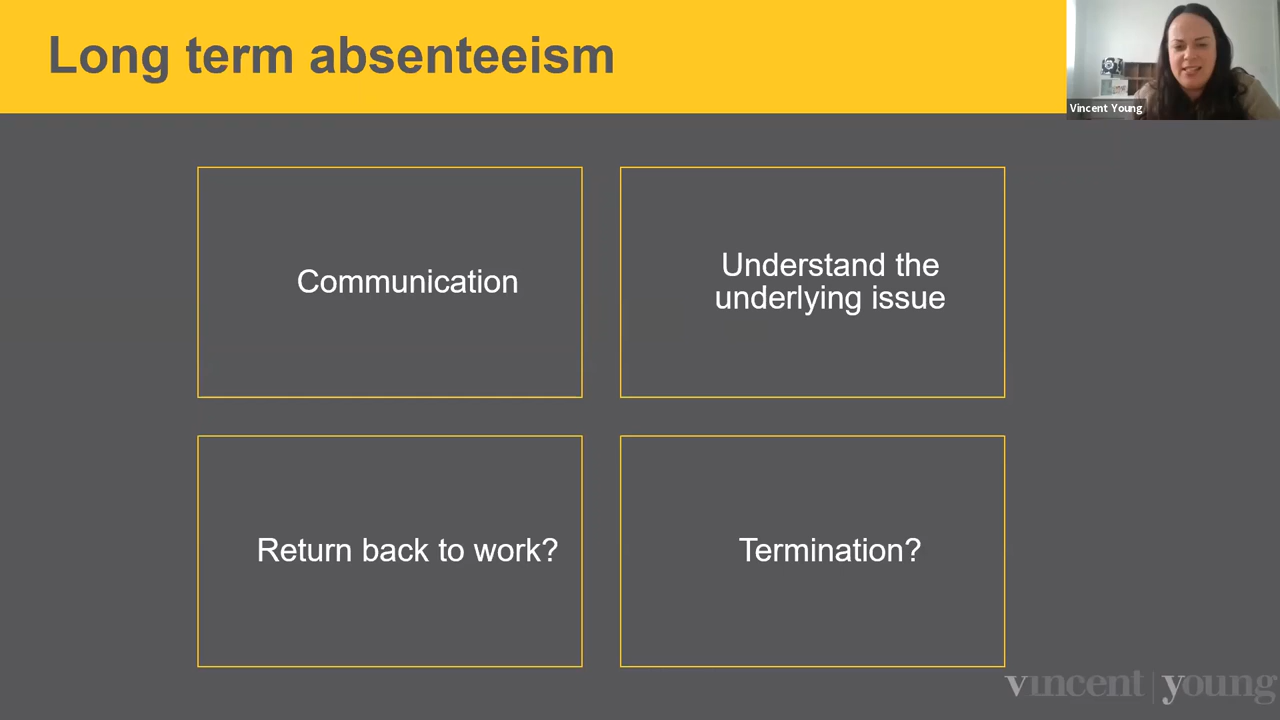 Long term absenteeism
Vincent Young
Communication
Understand the
underlying issue
Return back to work?
Termination?
vincent | young